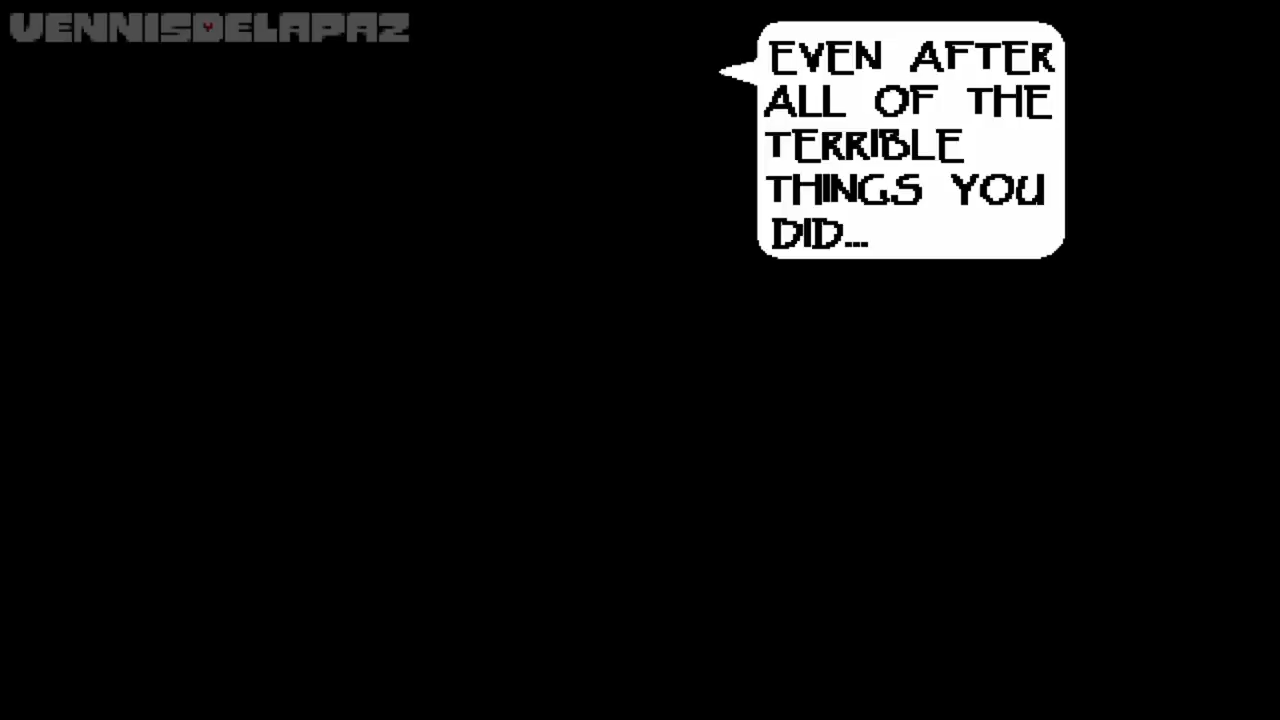 VENNISDELAPAZ
EVEN AFTER
ALL OF THE
TERRIBLE
THINGS YOU
DID...